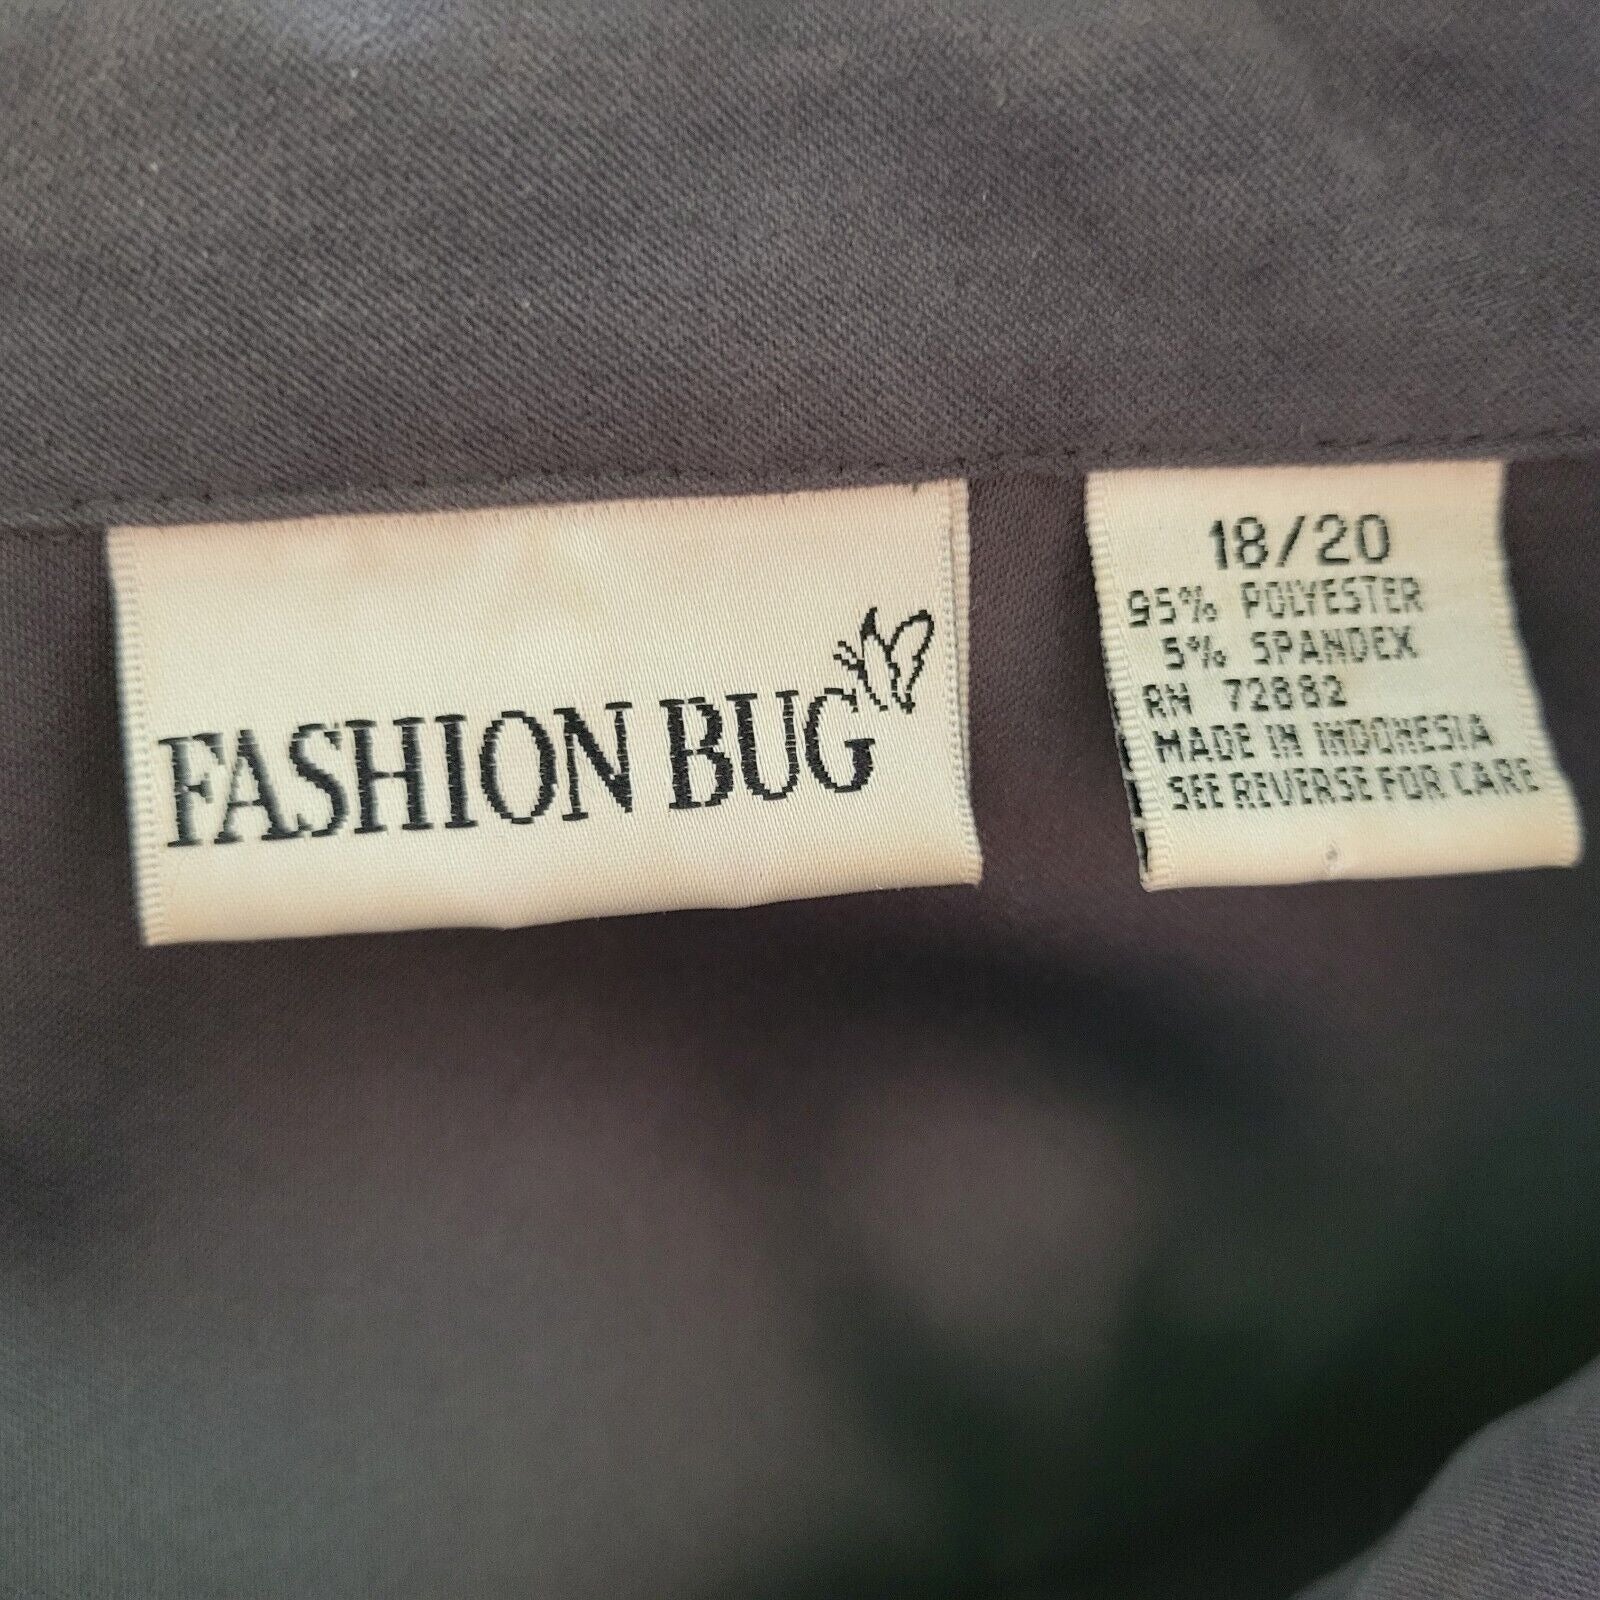 FASHION BUG
18/20
95% POLYESTER
5% SPANDEX
RN 72882
MADE IN INDONESIA
SEE REVERSE FOR CARE